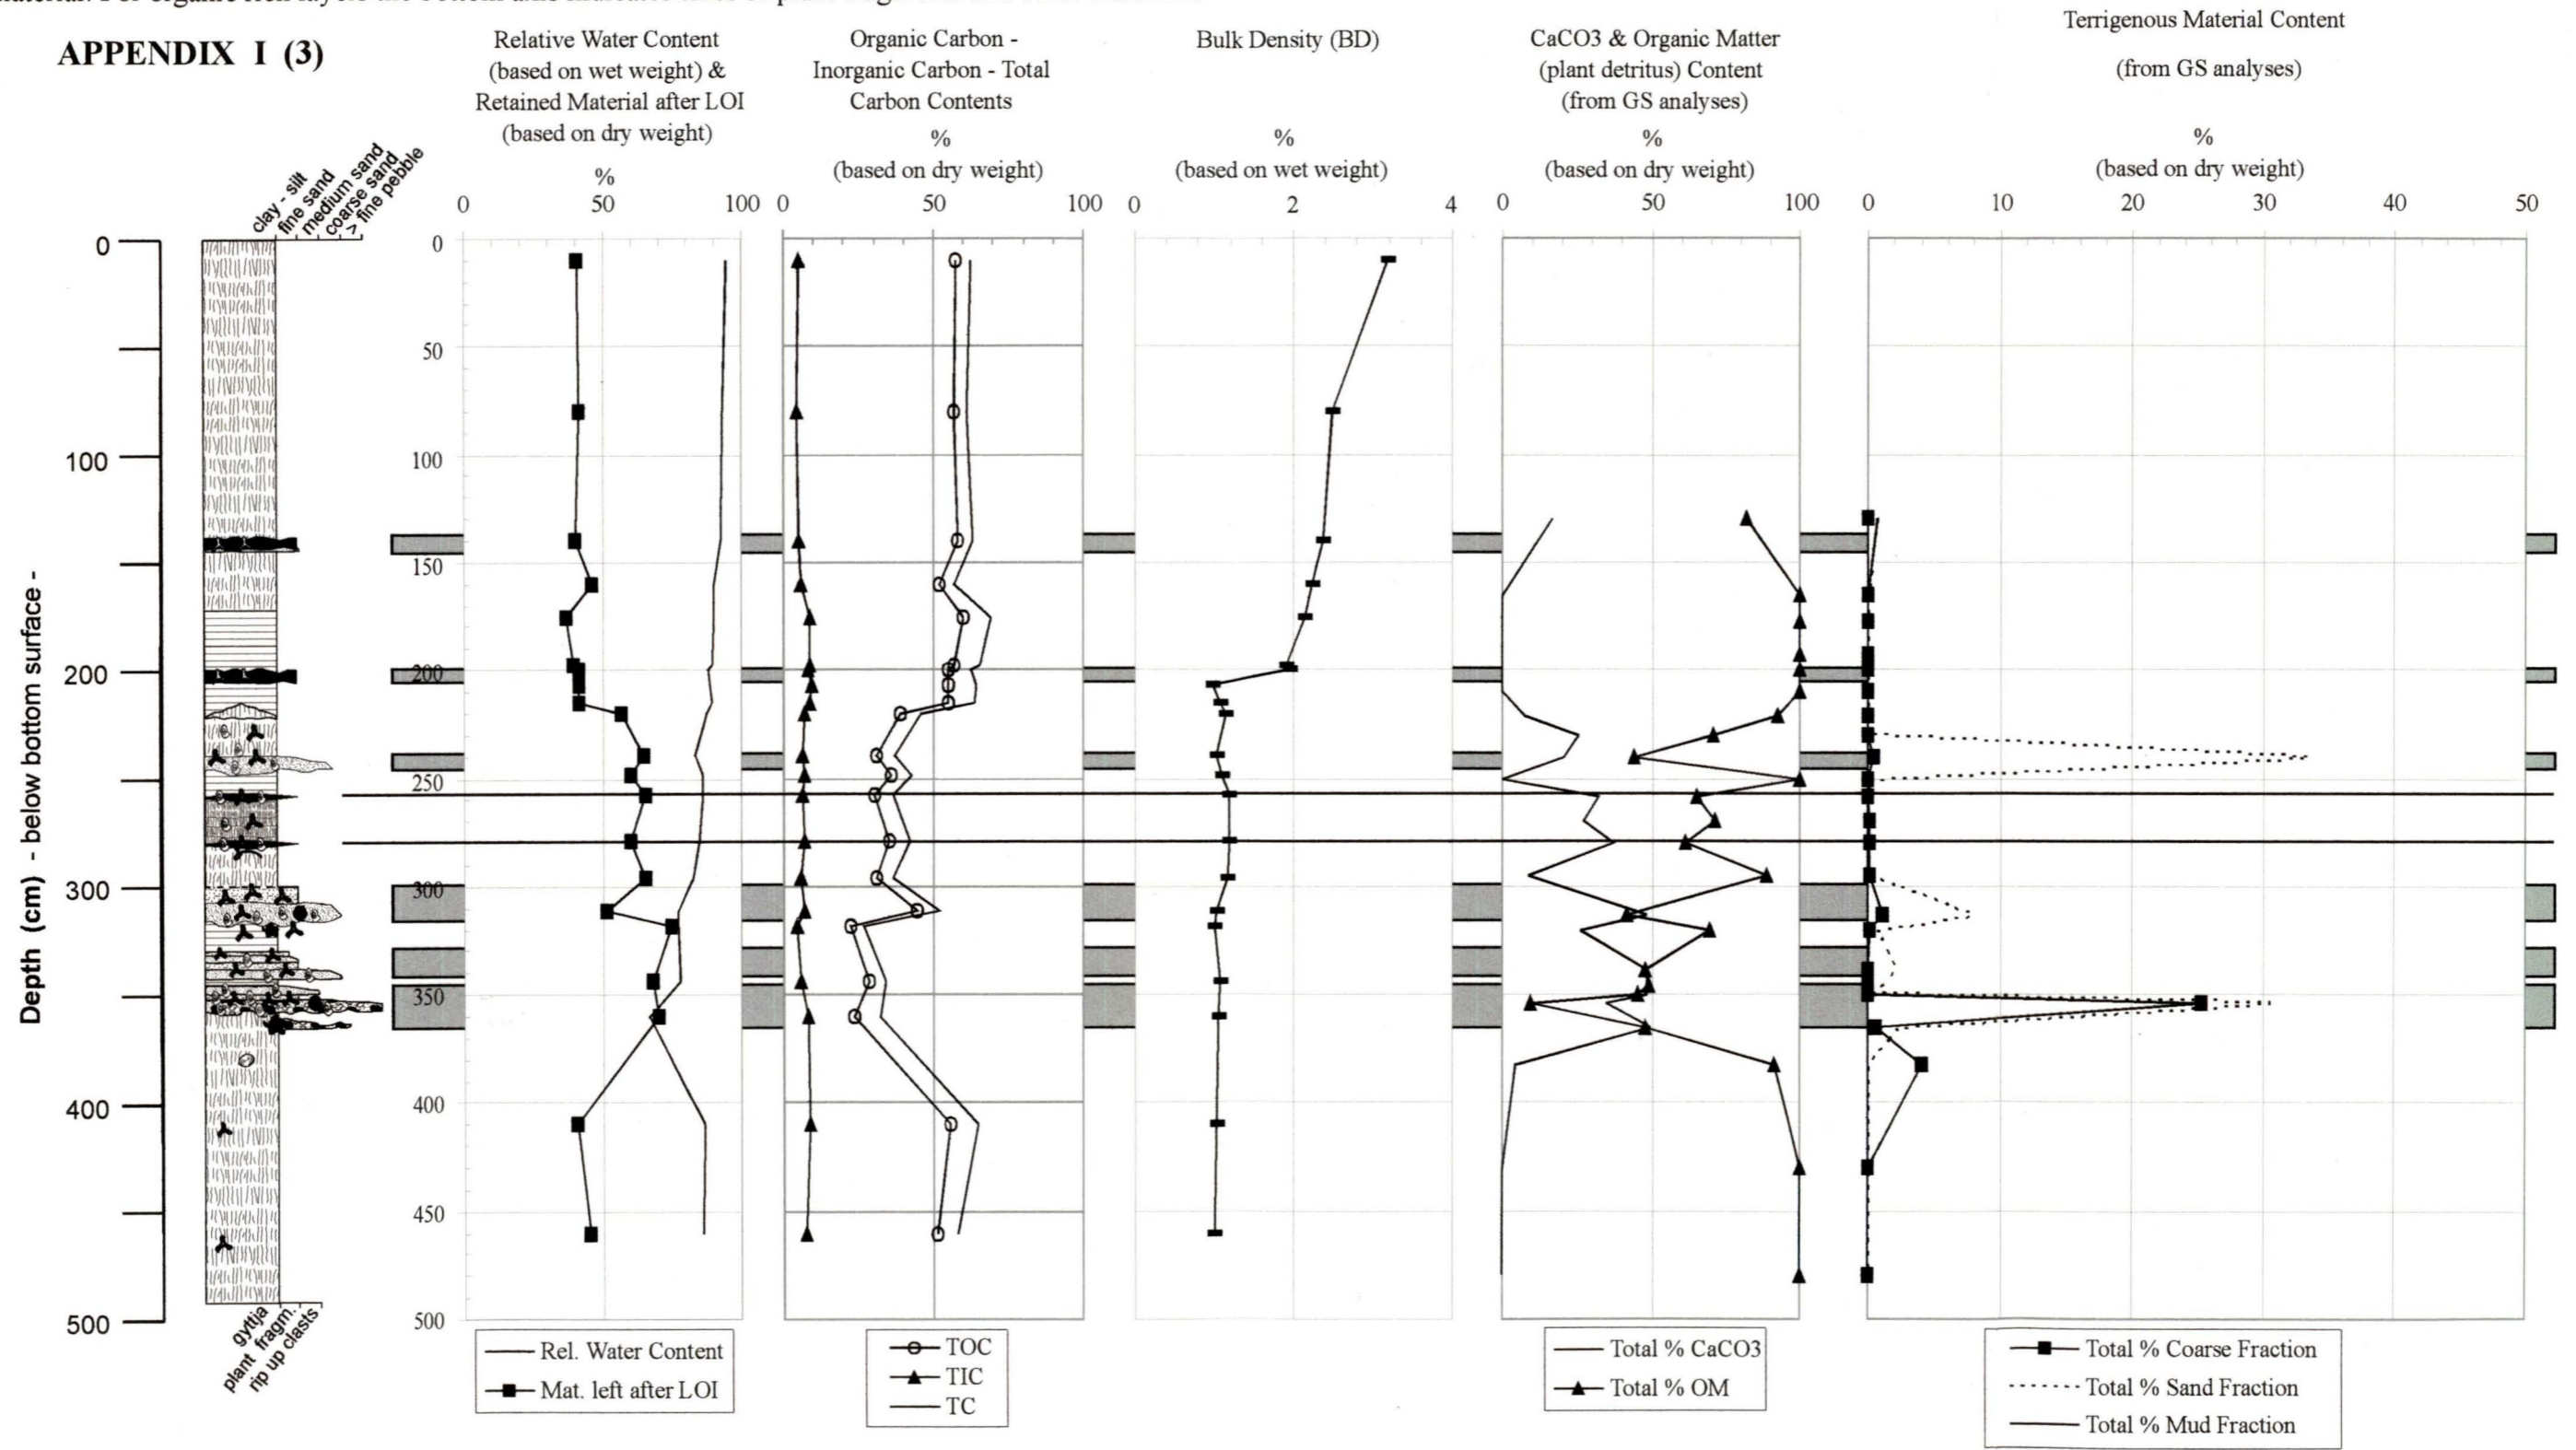 APPENDIX I (3)
Relative Water Content
(based on wet weight) &
Retained Material after LOI
(based on dry weight)
%
Organic Carbon -
Inorganic Carbon - Total
Carbon Contents
%
(based on dry weight)
Bulk Density (BD)
%
(based on wet weight)
CaCO3 & Organic Matter
(plant detritus) Content
(from GS analyses)
%
(based on dry weight)
Terrigenous Material Content
(from GS analyses)
%
(based on dry weight)
clay - silt
fine sand
medium sand
coarse sand
> fine pebble
0 50 100
0 50 100
0 2 4
0 50 100
0 10 20 30 40 50
Depth (cm) - below bottom surface -
0
100
200
300
400
500
0
50
100
150
200
250
300
350
400
450
500
gyttja
plant fragm.
rip up clasts
Rel. Water Content
Mat. left after LOI
TOC
TIC
TC
Total % CaCO3
Total % OM
Total % Coarse Fraction
Total % Sand Fraction
Total % Mud Fraction